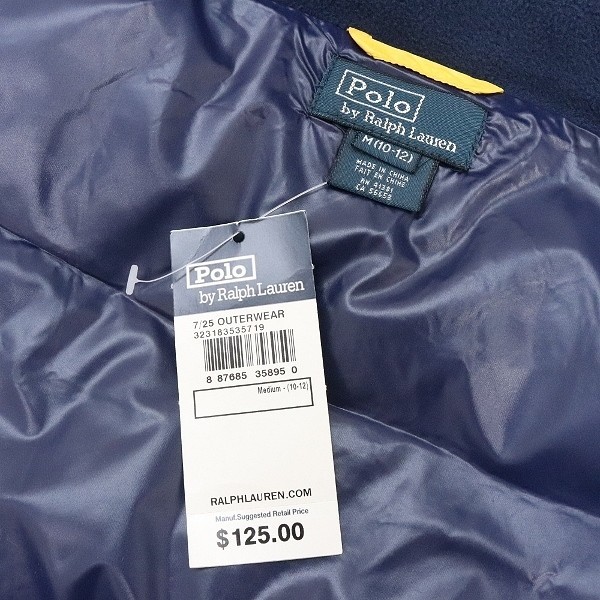 Polo
by Ralph Lauren
M (10-12)
MADE IN CHINA
FAIT EN CHINE
RN 41381
CA 56653
Polo
by Ralph Lauren
7/25 OUTERWEAR
323183535719
8 87685 35895 0
Medium - (10-12)
RALPHLAUREN.COM
Manuf.Suggested Retail Price
$125.00